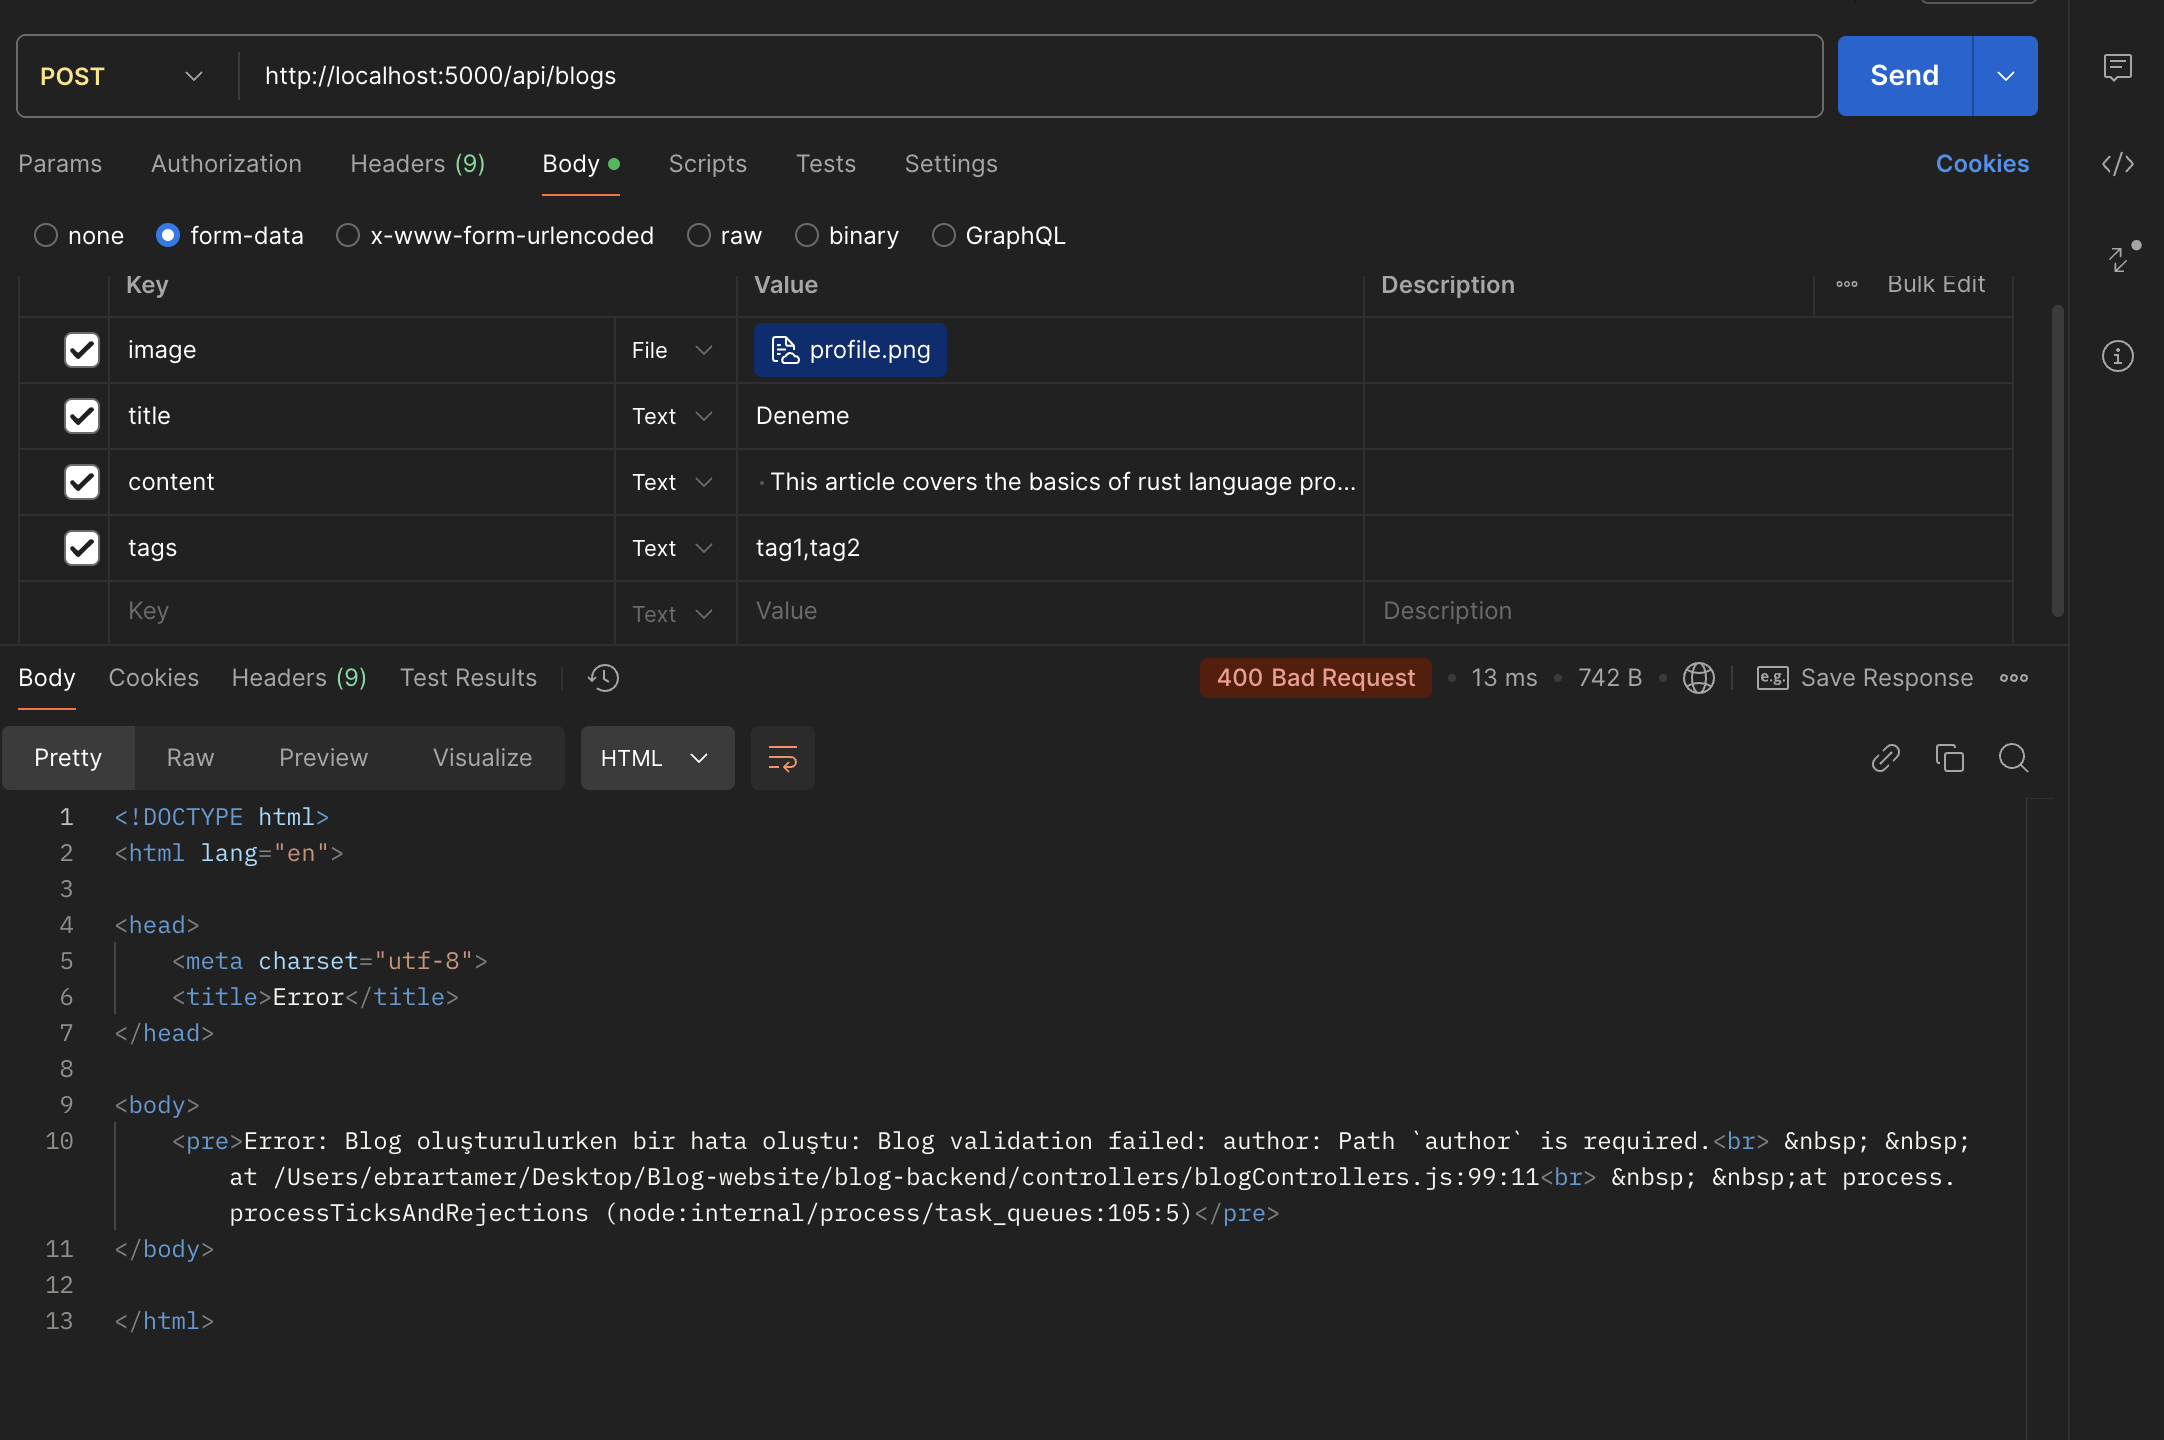 POST http://localhost:5000/api/blogs Send
Params Authorization Headers (9) Body Scripts Tests Settings Cookies
none form-data x-www-form-urlencoded raw binary GraphQL
Key Value Description Bulk Edit
image File profile.png
title Text Deneme
content Text This article covers the basics of rust language pro...
tags Text tag1,tag2
Key Text Value Description
Body Cookies Headers (9) Test Results 400 Bad Request 13 ms 742 B e.g. Save Response
Pretty Raw Preview Visualize HTML
1 <!DOCTYPE html>
2 <html lang="en">
3
4 <head>
5 <meta charset="utf-8">
6 <title>Error</title>
7 </head>
8
9 <body>
10 <pre>Error: Blog oluşturulurken bir hata oluştu: Blog validation failed: author: Path `author` is required.<br> &nbsp; &nbsp;
at /Users/ebrartamer/Desktop/Blog-website/blog-backend/controllers/blogControllers.js:99:11<br> &nbsp; &nbsp;at process.
processTicksAndRejections (node:internal/process/task_queues:105:5)</pre>
11 </body>
12
13 </html>